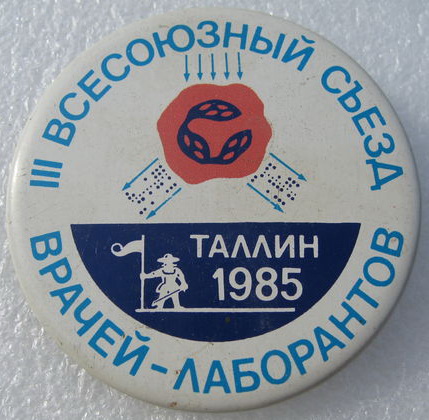 III ВСЕСОЮЗНЫЙ СЪЕЗД
ВРАЧЕЙ-ЛАБОРАНТОВ
ТАЛЛИН
1985